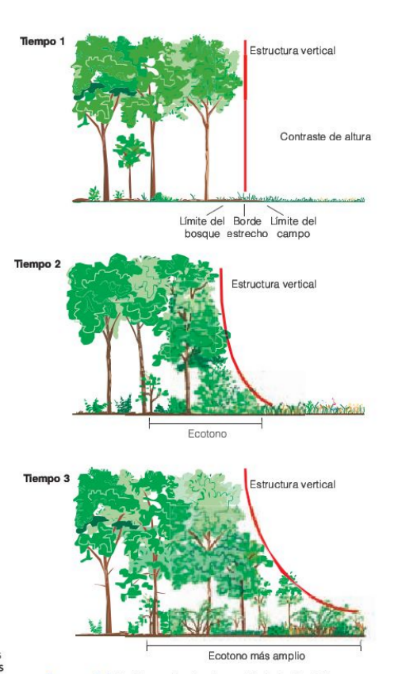 Tiempo 1
Estructura vertical
Contraste de altura
Límite del bosque
Borde estrecho
Límite del campo
Tiempo 2
Estructura vertical
Ecotono
Tiempo 3
Estructura vertical
Ecotono más amplio